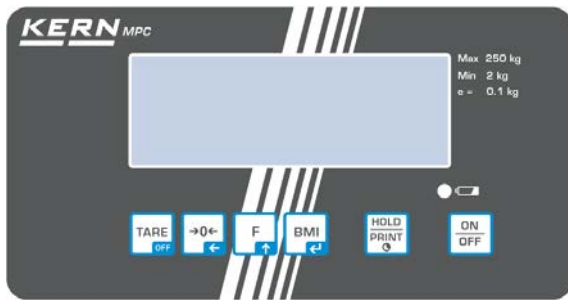 KERN MPC
Max 250 kg
Min 2 kg
e = 0.1 kg
TARE
OFF
→0←
←
F
↑
BMI
↵
HOLD
PRINT
ON
OFF